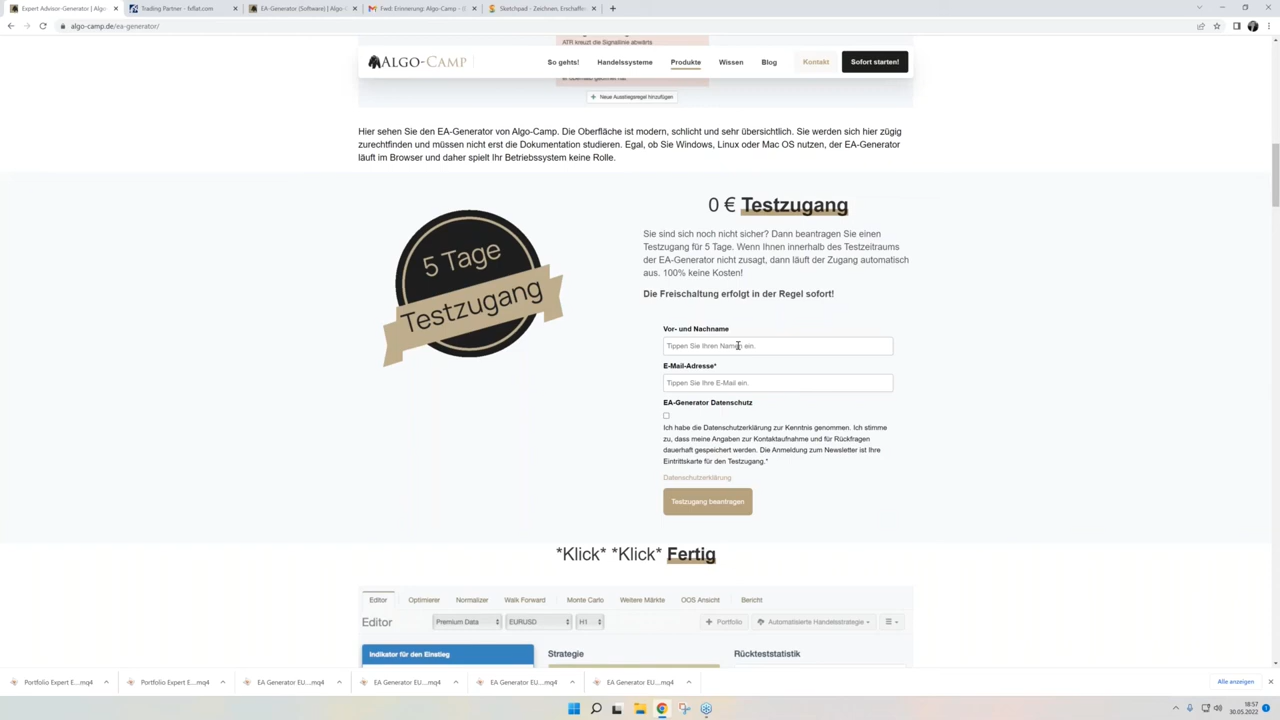 Expert Advisor-Generator | Algo-C
Trading Partner - fxflat.com
EA-Generator (Software) | Algo-C
Fwd: Erinnerung: Algo-Camp - 0
Sketchpad - Zeichnen. Erschaffe
algo-camp.de/ea-generator/
ATR kreuzt die Signallinie abwärts
ALGO-CAMP
So gehts!
Handelssysteme
Produkte
Wissen
Blog
Kontakt
Sofort starten!
+ Neue Ausstiegsregel hinzufügen
Hier sehen Sie den EA-Generator von Algo-Camp. Die Oberfläche ist modern, schlicht und sehr übersichtlich. Sie werden sich hier zügig
zurechtfinden und müssen nicht erst die Dokumentation studieren. Egal, ob Sie Windows, Linux oder Mac OS nutzen, der EA-Generator
läuft im Browser und daher spielt Ihr Betriebssystem keine Rolle.
5 Tage
Testzugang
0 € Testzugang
Sie sind sich noch nicht sicher? Dann beantragen Sie einen
Testzugang für 5 Tage. Wenn Ihnen innerhalb des Testzeitraums
der EA-Generator nicht zusagt, dann läuft der Zugang automatisch
aus. 100% keine Kosten!
Die Freischaltung erfolgt in der Regel sofort!
Vor- und Nachname
Tippen Sie Ihren Namen ein.
E-Mail-Adresse*
Tippen Sie Ihre E-Mail ein.
EA-Generator Datenschutz
Ich habe die Datenschutzerklärung zur Kenntnis genommen. Ich stimme
zu, dass meine Angaben zur Kontaktaufnahme und für Rückfragen
dauerhaft gespeichert werden. Die Anmeldung zum Newsletter ist Ihre
Eintrittskarte für den Testzugang.*
Datenschutzerklärung
Testzugang beantragen
*Klick* *Klick* Fertig
Editor
Optimierer
Normalizer
Walk Forward
Monte Carlo
Weitere Märkte
OOS Ansicht
Bericht
Editor
Premium Data
EURUSD
H1
+ Portfolio
Automatisierte Handelsstrategie
Indikator für den Einstieg
Strategie
Rückteststatistik
Portfolio Expert E....mq4
Portfolio Expert E....mq4
EA Generator EU....mq4
EA Generator EU....mq4
EA Generator EU....mq4
EA Generator EU....mq4
Alle anzeigen
18:57
30.05.2022